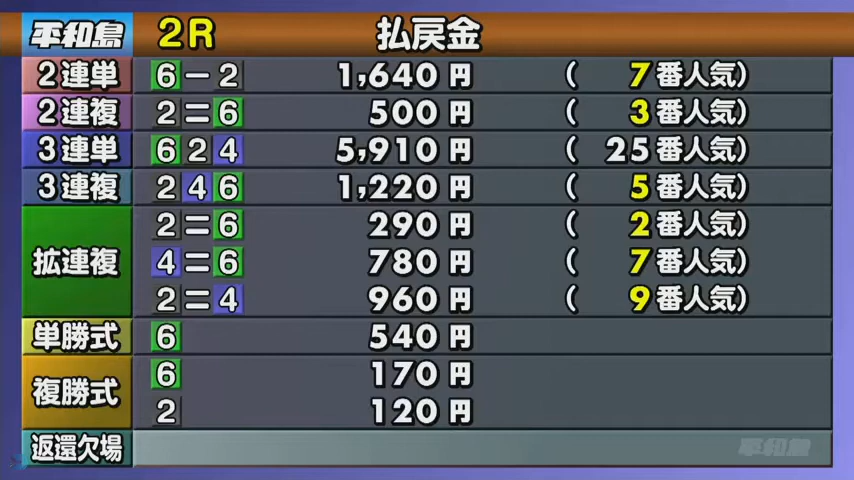 平和島 2R 払戻金
2連単 6－2 1,640円 ( 7番人気)
2連複 2＝6 500円 ( 3番人気)
3連単 6 2 4 5,910円 ( 25番人気)
3連複 2 4 6 1,220円 ( 5番人気)
拡連複 2＝6 290円 ( 2番人気)
4＝6 780円 ( 7番人気)
2＝4 960円 ( 9番人気)
単勝式 6 540円
複勝式 6 170円
2 120円
返還欠場
平和島